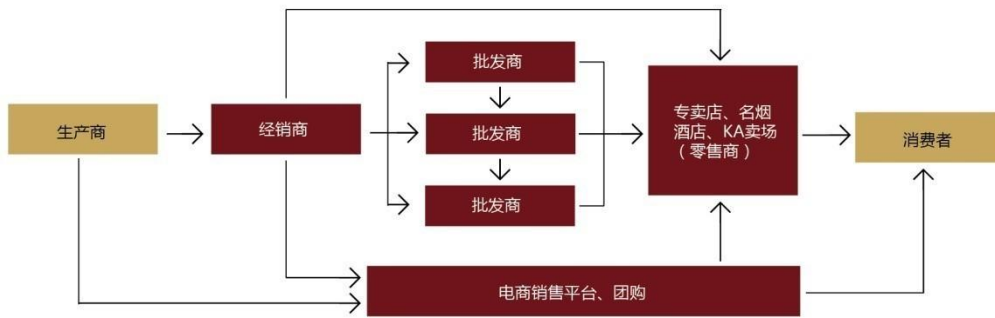 批发商
生产商
经销商
批发商
批发商
专卖店、名烟
酒店、KA卖场
（零售商）
消费者
电商销售平台、团购